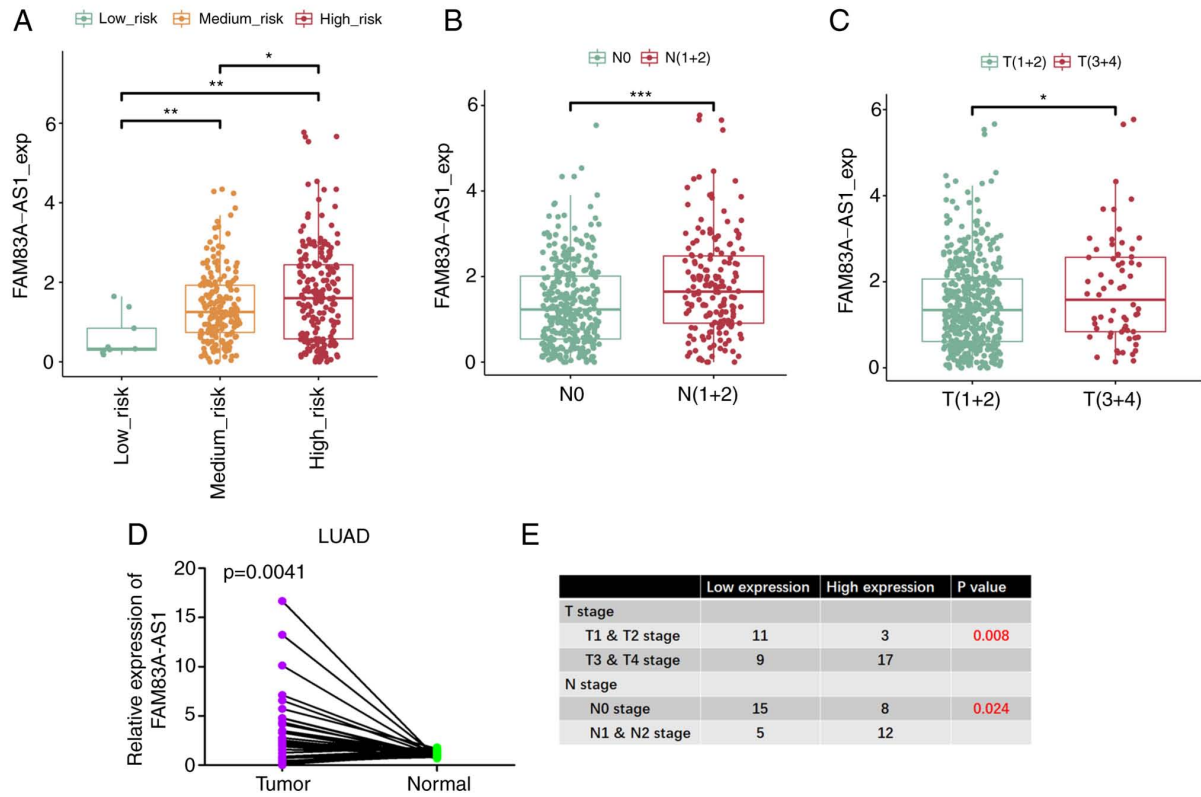 A
Low_risk Medium_risk High_risk
FAM83A−AS1_exp
6
4
2
0
*
**
**
Low_risk
Medium_risk
High_risk
B
N0 N(1+2)
FAM83A−AS1_exp
6
4
2
0
***
N0 N(1+2)
C
T(1+2) T(3+4)
FAM83A−AS1_exp
6
4
2
0
*
T(1+2) T(3+4)
D
LUAD
Relative expression of
FAM83A-AS1
20
15
10
5
0
p=0.0041
Tumor Normal
E
Low expression High expression P value
T stage
T1 & T2 stage 11 3 0.008
T3 & T4 stage 9 17
N stage
N0 stage 15 8 0.024
N1 & N2 stage 5 12